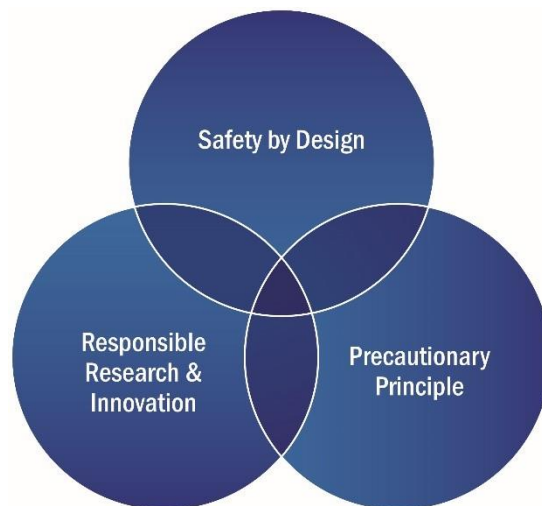 Safety by Design
Responsible
Research &
Innovation
Precautionary
Principle